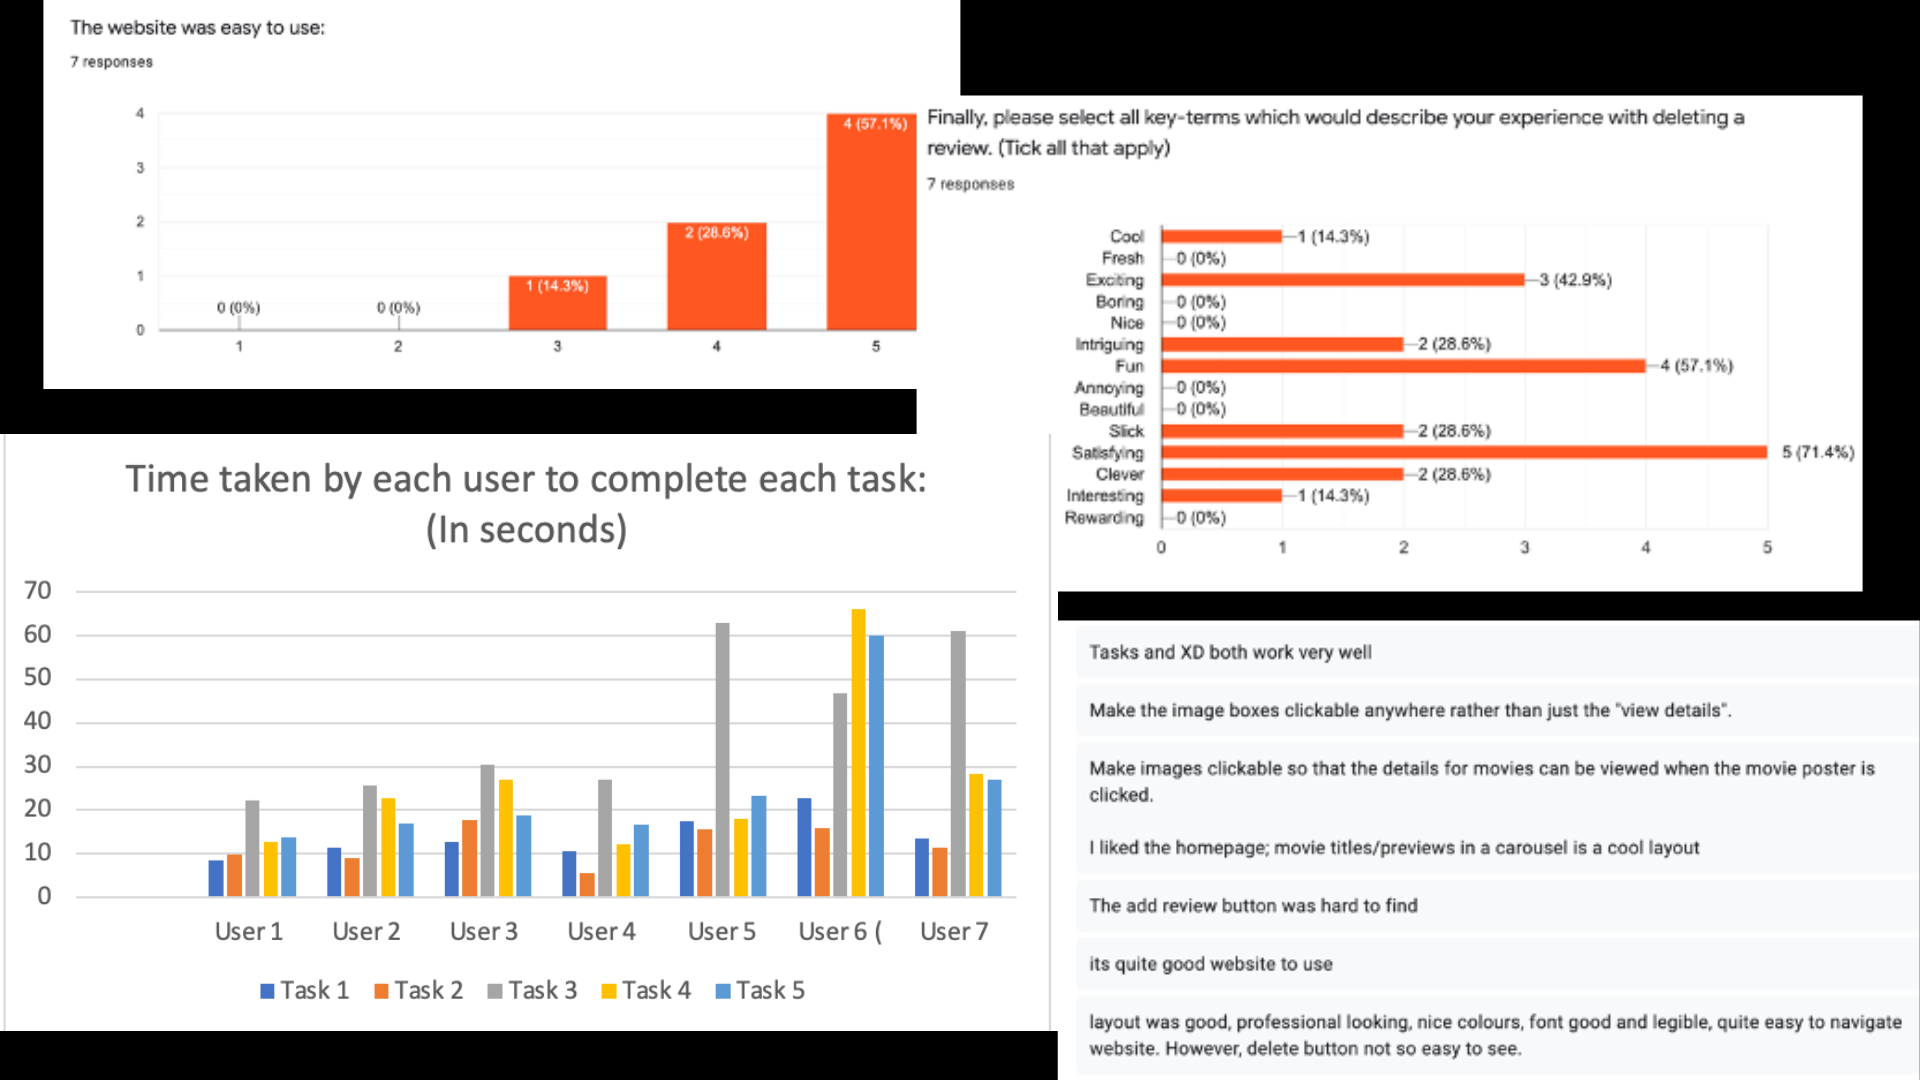 The website was easy to use:
7 responses
4
3
2
1
0
0 (0%)
0 (0%)
1 (14.3%)
2 (28.6%)
4 (57.1%)
1
2
3
4
5
Finally, please select all key-terms which would describe your experience with deleting a
review. (Tick all that apply)
7 responses
Cool 1 (14.3%)
Fresh 0 (0%)
Exciting 3 (42.9%)
Boring 0 (0%)
Nice 0 (0%)
Intriguing 2 (28.6%)
Fun 4 (57.1%)
Annoying 0 (0%)
Beautiful 0 (0%)
Slick 2 (28.6%)
Satisfying 5 (71.4%)
Clever 2 (28.6%)
Interesting 1 (14.3%)
Rewarding 0 (0%)
0 1 2 3 4 5
Time taken by each user to complete each task:
(In seconds)
70
60
50
40
30
20
10
0
User 1 User 2 User 3 User 4 User 5 User 6 ( User 7
Task 1 Task 2 Task 3 Task 4 Task 5
Tasks and XD both work very well
Make the image boxes clickable anywhere rather than just the "view details".
Make images clickable so that the details for movies can be viewed when the movie poster is
clicked.
I liked the homepage; movie titles/previews in a carousel is a cool layout
The add review button was hard to find
its quite good website to use
layout was good, professional looking, nice colours, font good and legible, quite easy to navigate
website. However, delete button not so easy to see.